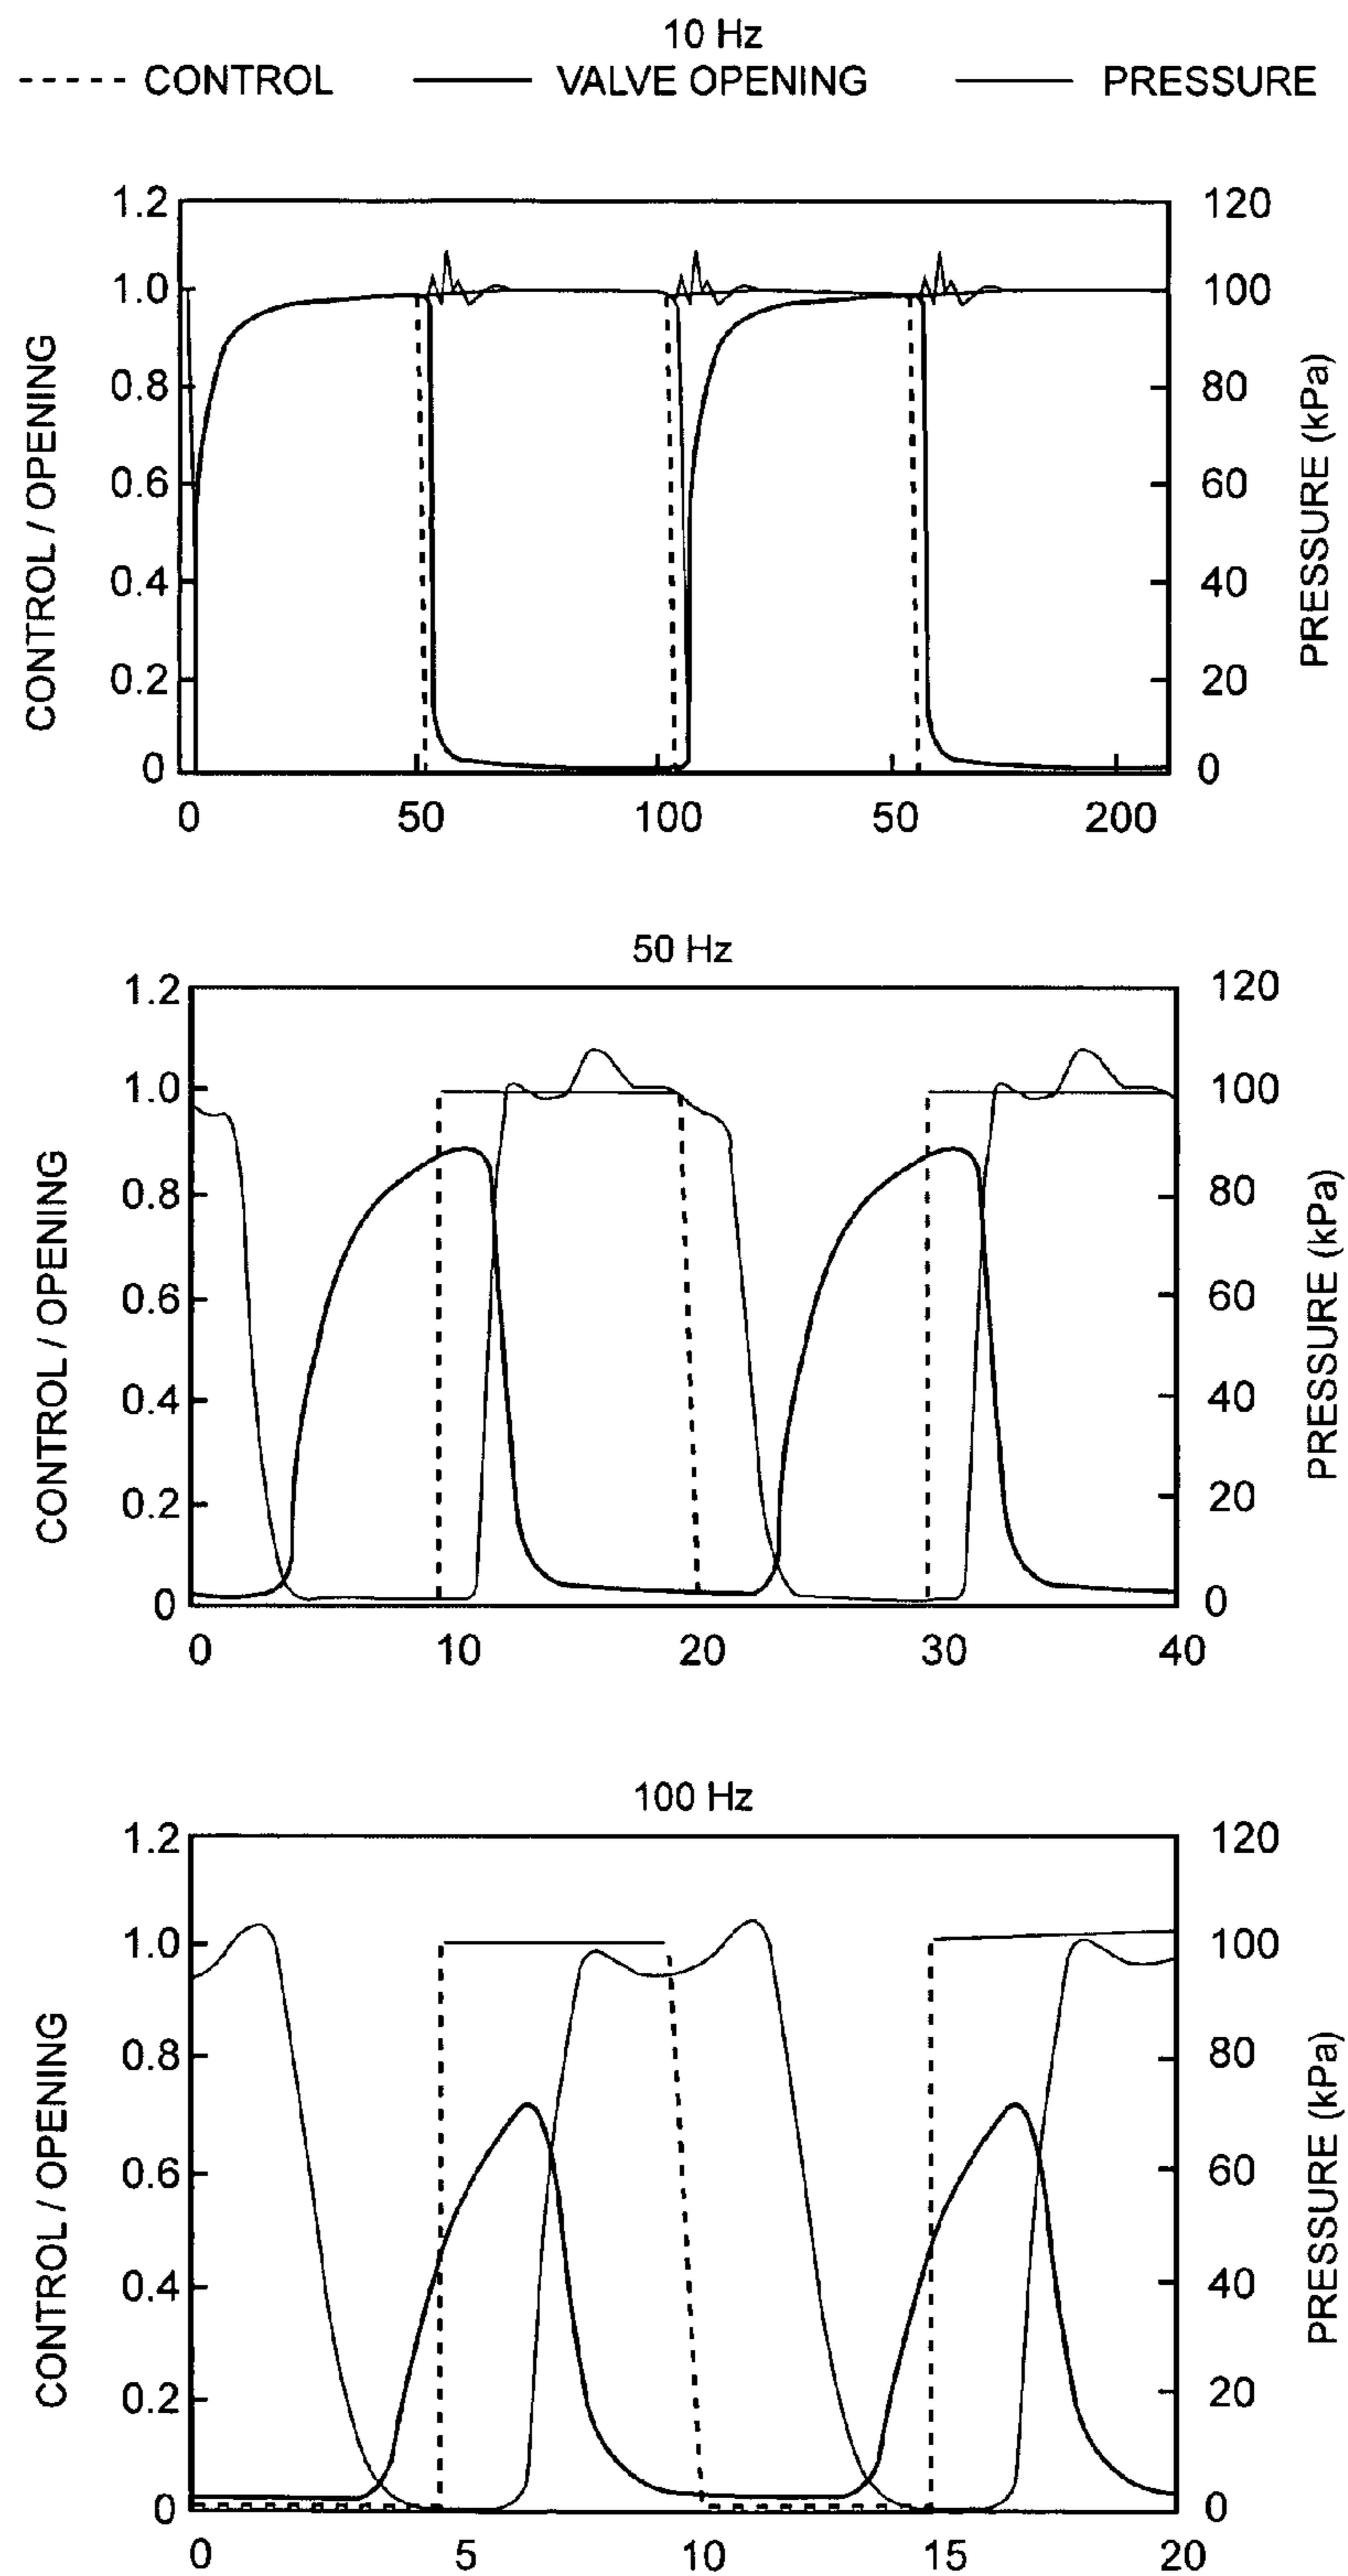 10 Hz
CONTROL VALVE OPENING PRESSURE
1.2 120
1.0 100
0.8 80
0.6 60
0.4 40
0.2 20
0 0
CONTROL / OPENING
PRESSURE (kPa)
0 50 100 50 200
50 Hz
1.2 120
1.0 100
0.8 80
0.6 60
0.4 40
0.2 20
0 0
CONTROL / OPENING
PRESSURE (kPa)
0 10 20 30 40
100 Hz
1.2 120
1.0 100
0.8 80
0.6 60
0.4 40
0.2 20
0 0
CONTROL / OPENING
PRESSURE (kPa)
0 5 10 15 20